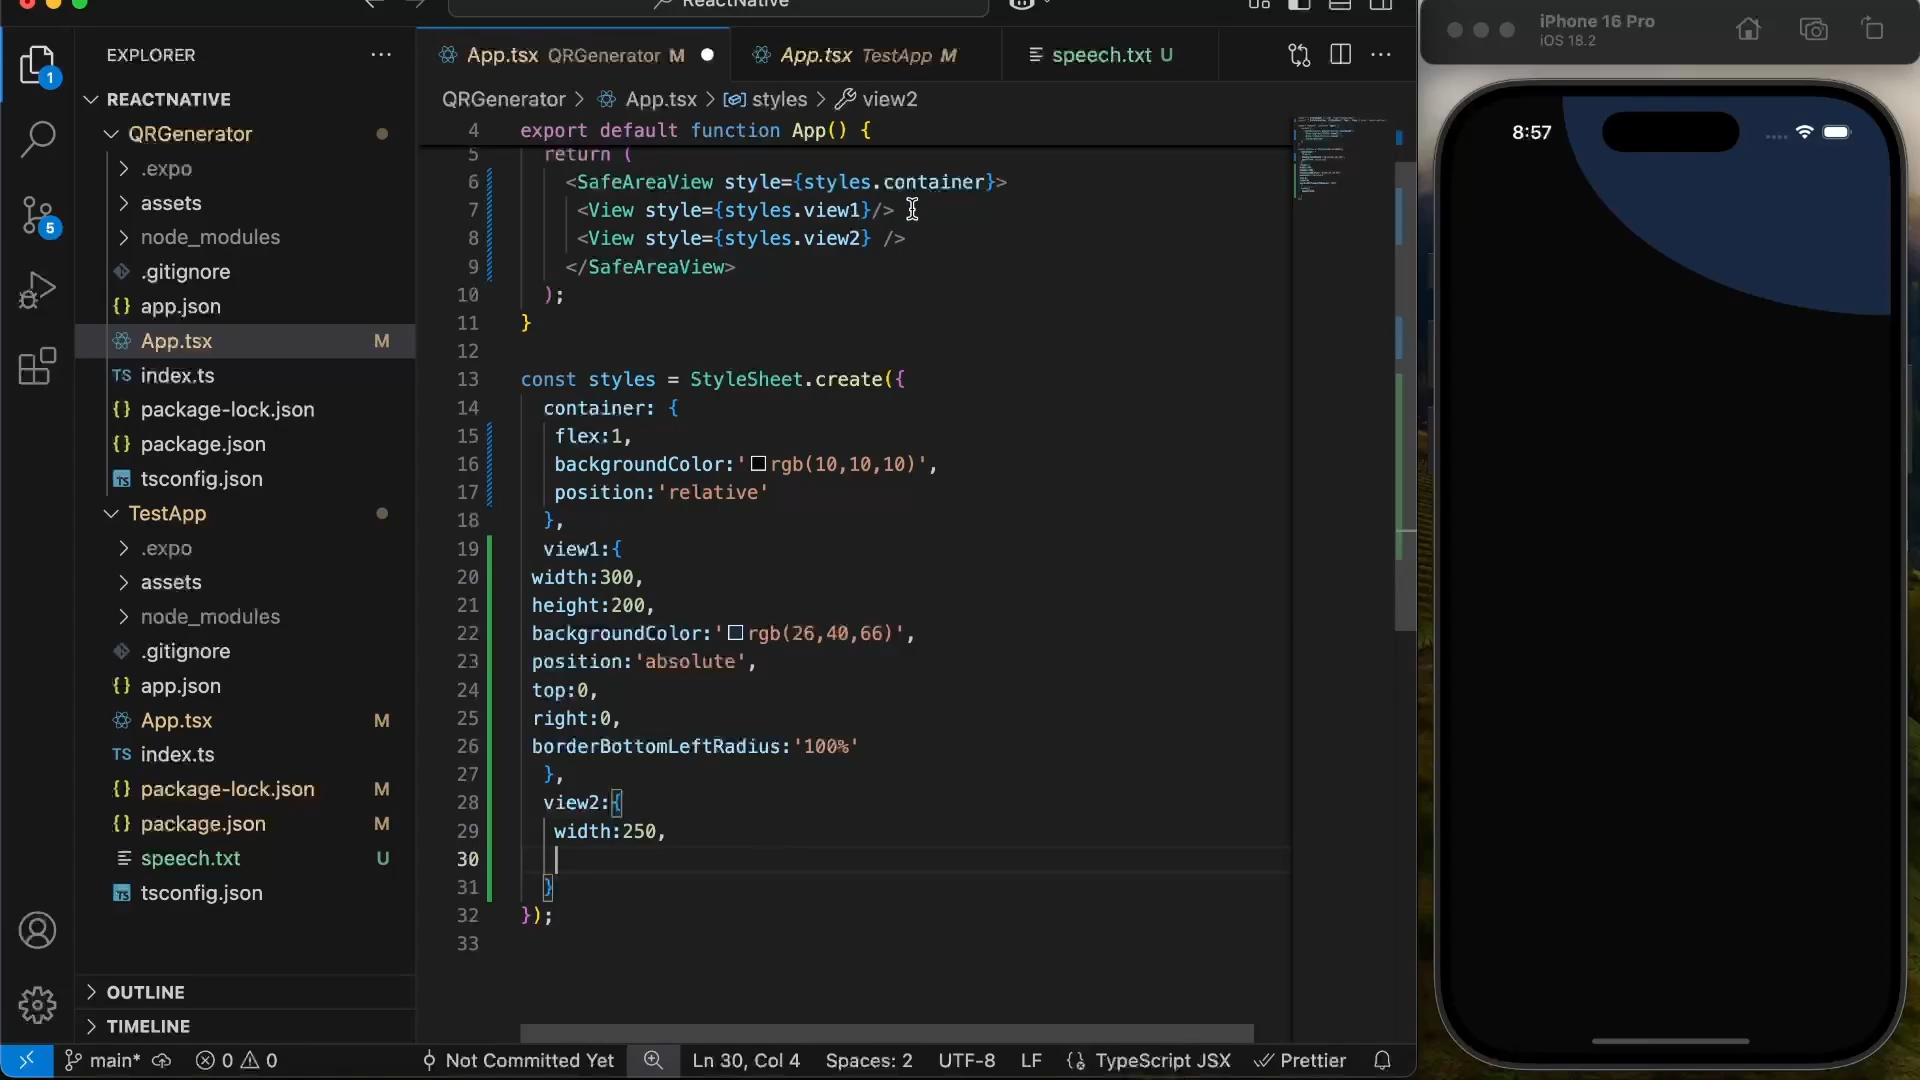 ReactNative
iPhone 16 Pro
iOS 18.2
1
EXPLORER
REACTNATIVE
QRGenerator
.expo
assets
node_modules
.gitignore
{} app.json
App.tsx M
TS index.ts
{} package-lock.json
{} package.json
tsconfig.json
TestApp
.expo
assets
node_modules
.gitignore
{} app.json
App.tsx M
TS index.ts
{} package-lock.json M
{} package.json M
speech.txt U
tsconfig.json
OUTLINE
TIMELINE
5
App.tsx QRGenerator M
App.tsx TestApp M
speech.txt U
QRGenerator > App.tsx > styles > view2
4 export default function App() {
5 return (
6 <SafeAreaView style={styles.container}>
7 <View style={styles.view1}/>
8 <View style={styles.view2} />
9 </SafeAreaView>
10 );
11 }
12
13 const styles = StyleSheet.create({
14 container: {
15 flex:1,
16 backgroundColor:'rgb(10,10,10)',
17 position:'relative'
18 },
19 view1:{
20 width:300,
21 height:200,
22 backgroundColor:'rgb(26,40,66)',
23 position:'absolute',
24 top:0,
25 right:0,
26 borderBottomLeftRadius:'100%'
27 },
28 view2:{
29 width:250,
30
31 }
32 });
33
8:57
main* 0 0 Not Committed Yet Ln 30, Col 4 Spaces: 2 UTF-8 LF {} TypeScript JSX Prettier